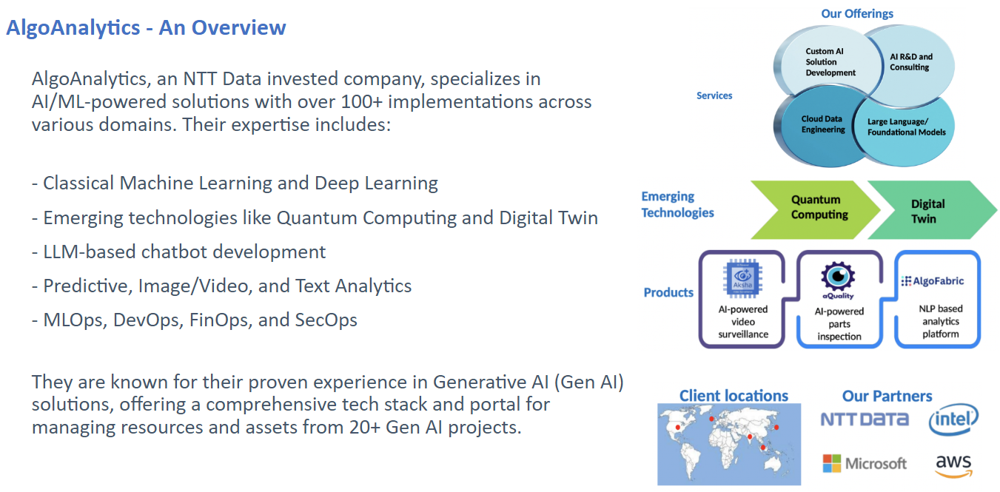 AlgoAnalytics - An Overview
AlgoAnalytics, an NTT Data invested company, specializes in
AI/ML-powered solutions with over 100+ implementations across
various domains. Their expertise includes:
- Classical Machine Learning and Deep Learning
- Emerging technologies like Quantum Computing and Digital Twin
- LLM-based chatbot development
- Predictive, Image/Video, and Text Analytics
- MLOps, DevOps, FinOps, and SecOps
They are known for their proven experience in Generative AI (Gen AI)
solutions, offering a comprehensive tech stack and portal for
managing resources and assets from 20+ Gen AI projects.
Our Offerings
Services
Custom AI
Solution
Development
AI R&D and
Consulting
Cloud Data
Engineering
Large Language/
Foundational Models
Emerging
Technologies
Quantum
Computing
Digital
Twin
Products
Aksha
AI-powered
video
surveillance
aQuality
AI-powered
parts
inspection
AlgoFabric
NLP based
analytics
platform
Client locations
Our Partners
NTT DATA
intel
Microsoft
aws